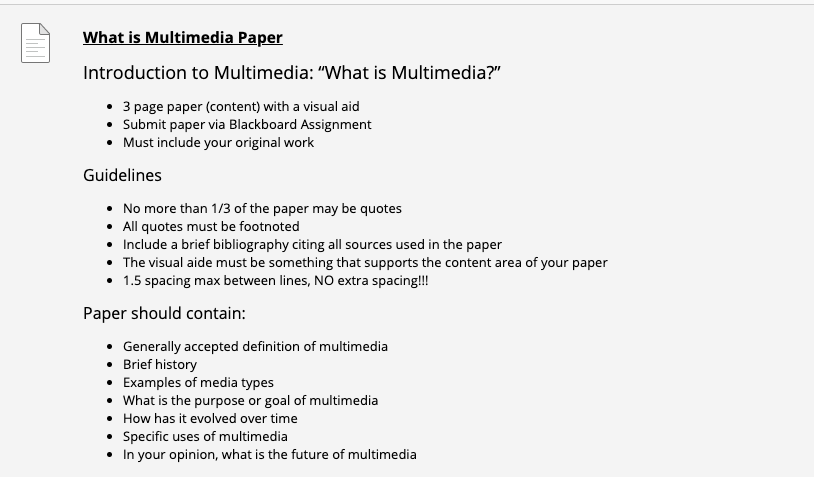 What is Multimedia Paper
Introduction to Multimedia: “What is Multimedia?”
• 3 page paper (content) with a visual aid
• Submit paper via Blackboard Assignment
• Must include your original work
Guidelines
• No more than 1/3 of the paper may be quotes
• All quotes must be footnoted
• Include a brief bibliography citing all sources used in the paper
• The visual aide must be something that supports the content area of your paper
• 1.5 spacing max between lines, NO extra spacing!!!
Paper should contain:
• Generally accepted definition of multimedia
• Brief history
• Examples of media types
• What is the purpose or goal of multimedia
• How has it evolved over time
• Specific uses of multimedia
• In your opinion, what is the future of multimedia